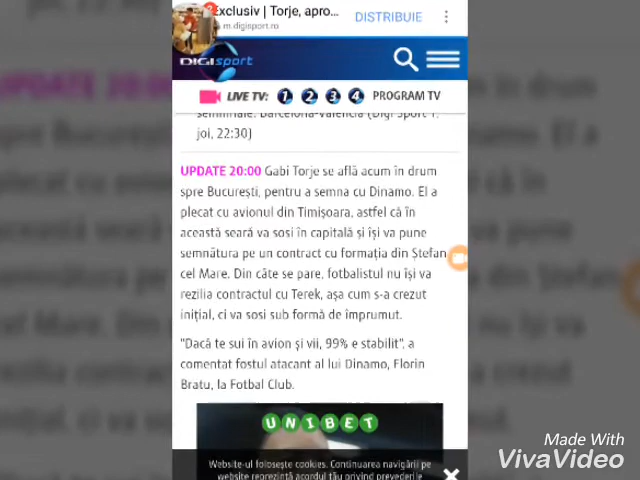 Exclusiv | Torje, apro...
m.digisport.ro
DISTRIBUIE
DIGI sport
LIVE TV: 1 2 3 4 PROGRAM TV
semifinale: Barcelona-Valencia (Digi Sport 1,
joi, 22:30)
UPDATE 20:00 Gabi Torje se află acum în drum
spre București, pentru a semna cu Dinamo. El a
plecat cu avionul din Timișoara, astfel că în
această seară va sosi în capitală și își va pune
semnătura pe un contract cu formația din Ștefan
cel Mare. Din câte se pare, fotbalistul nu își va
rezilia contractul cu Terek, așa cum s-a crezut
inițial, ci va sosi sub formă de împrumut.
"Dacă te sui în avion și vii, 99% e stabilit", a
comentat fostul atacant al lui Dinamo, Florin
Bratu, la Fotbal Club.
UNIBET
Website-ul folosește cookies. Continuarea navigării pe
website reprezintă acordul tău privind prevederile
Made With
VivaVideo